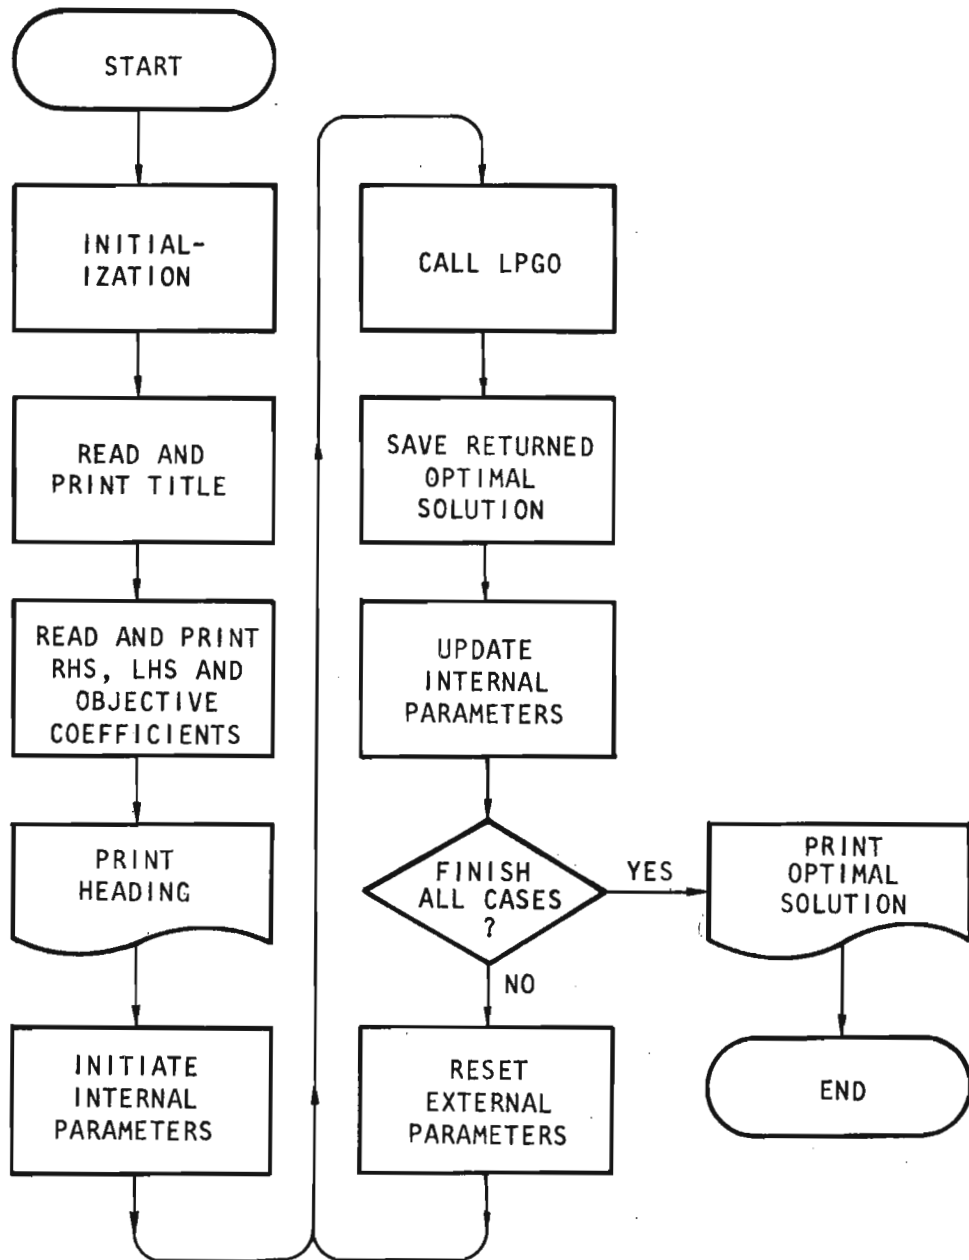 START
INITIAL-
IZATION
READ AND
PRINT TITLE
READ AND PRINT
RHS, LHS AND
OBJECTIVE
COEFFICIENTS
PRINT
HEADING
INITIATE
INTERNAL
PARAMETERS
CALL LPGO
SAVE RETURNED
OPTIMAL
SOLUTION
UPDATE
INTERNAL
PARAMETERS
FINISH
ALL CASES
?
YES
NO
RESET
EXTERNAL
PARAMETERS
PRINT
OPTIMAL
SOLUTION
END